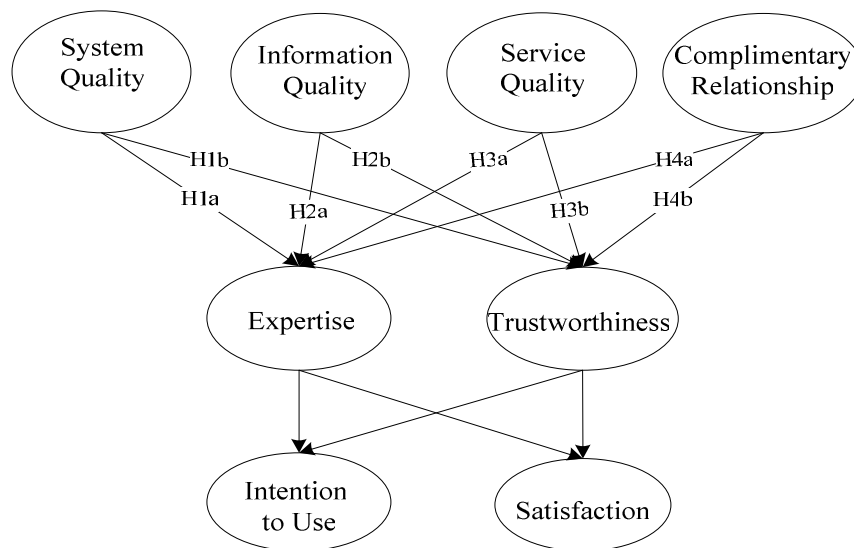 System
Quality
Information
Quality
Service
Quality
Complimentary
Relationship
H1b
H2b
H3a
H4a
H1a
H2a
H3b
H4b
Expertise
Trustworthiness
Intention
to Use
Satisfaction